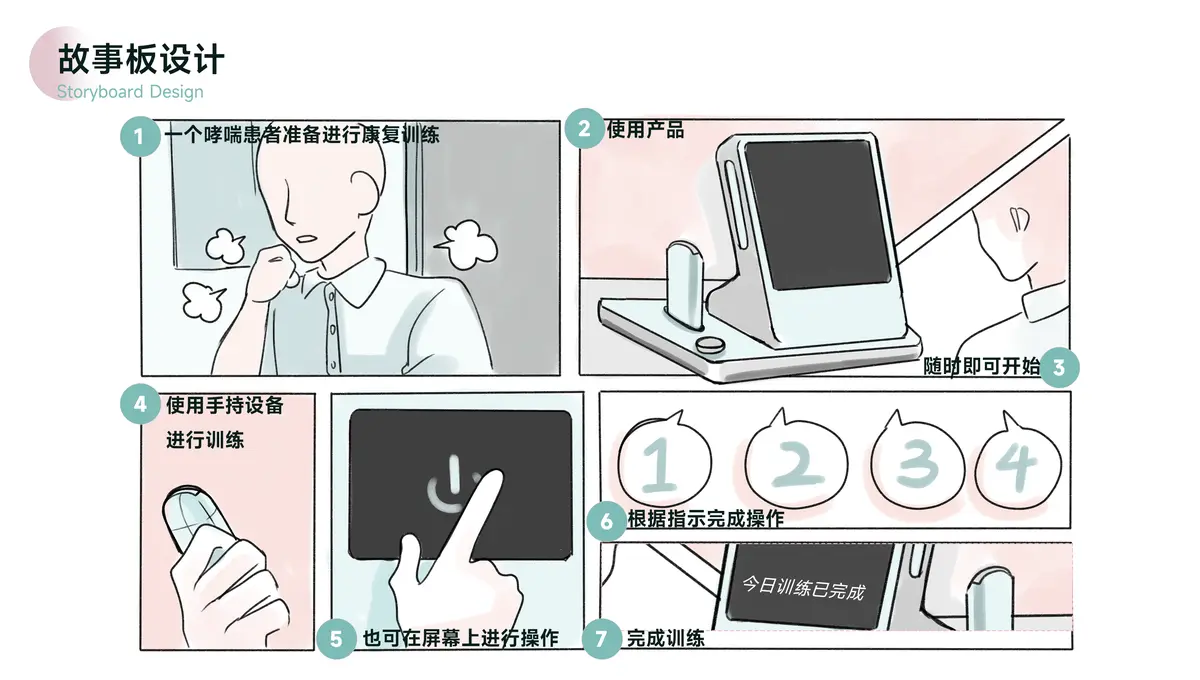 故事板设计
Storyboard Design
1 一个哮喘患者准备进行康复训练
2 使用产品
随时即可开始 3
4 使用手持设备
进行训练
5 也可在屏幕上进行操作
1 2 3 4
6 根据指示完成操作
今日训练已完成
7 完成训练